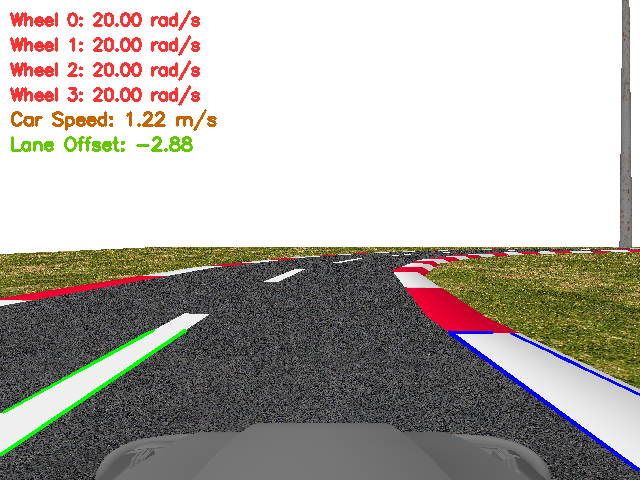 Wheel 0: 20.00 rad/s
Wheel 1: 20.00 rad/s
Wheel 2: 20.00 rad/s
Wheel 3: 20.00 rad/s
Car Speed: 1.22 m/s
Lane Offset: -2.88